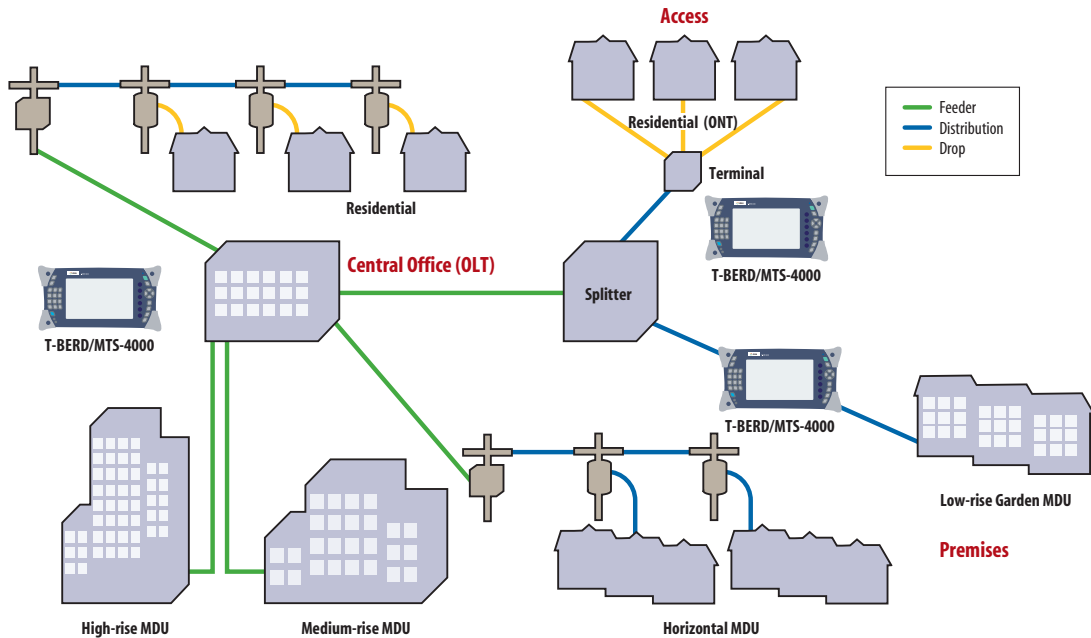 Access
Feeder
Distribution
Drop
Residential (ONT)
Terminal
Residential
T-BERD/MTS-4000
Central Office (OLT)
Splitter
T-BERD/MTS-4000
T-BERD/MTS-4000
Low-rise Garden MDU
Premises
High-rise MDU
Medium-rise MDU
Horizontal MDU